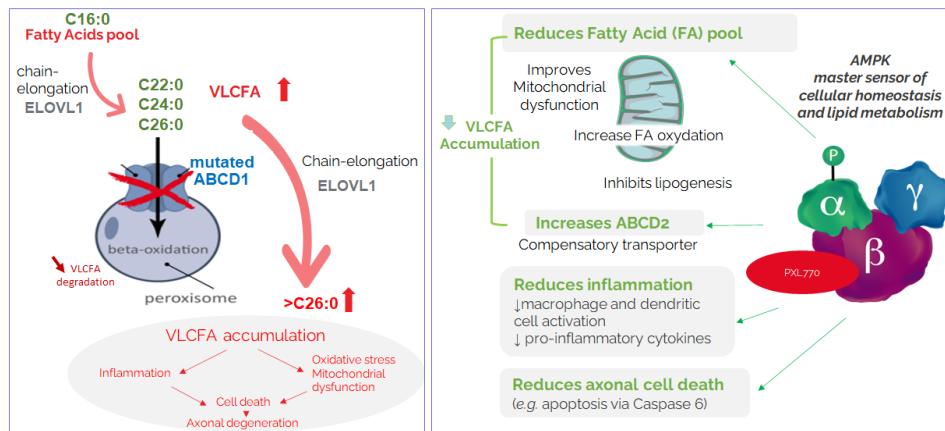 C16:0
Fatty Acids pool
chain-
elongation
ELOVL1
C22:0
C24:0
C26:0
VLCFA
mutated
ABCD1
Chain-elongation
ELOVL1
beta-oxidation
VLCFA
degradation
peroxisome
>C26:0
VLCFA accumulation
Inflammation
Oxidative stress
Mitochondrial
dysfunction
Cell death
Axonal degeneration
Reduces Fatty Acid (FA) pool
Improves
Mitochondrial
dysfunction
Increase FA oxydation
Inhibits lipogenesis
VLCFA
Accumulation
Increases ABCD2
Compensatory transporter
Reduces inflammation
↓macrophage and dendritic
cell activation
↓ pro-inflammatory cytokines
Reduces axonal cell death
(e.g. apoptosis via Caspase 6)
AMPK
master sensor of
cellular homeostasis
and lipid metabolism
P
α
γ
β
PXL770